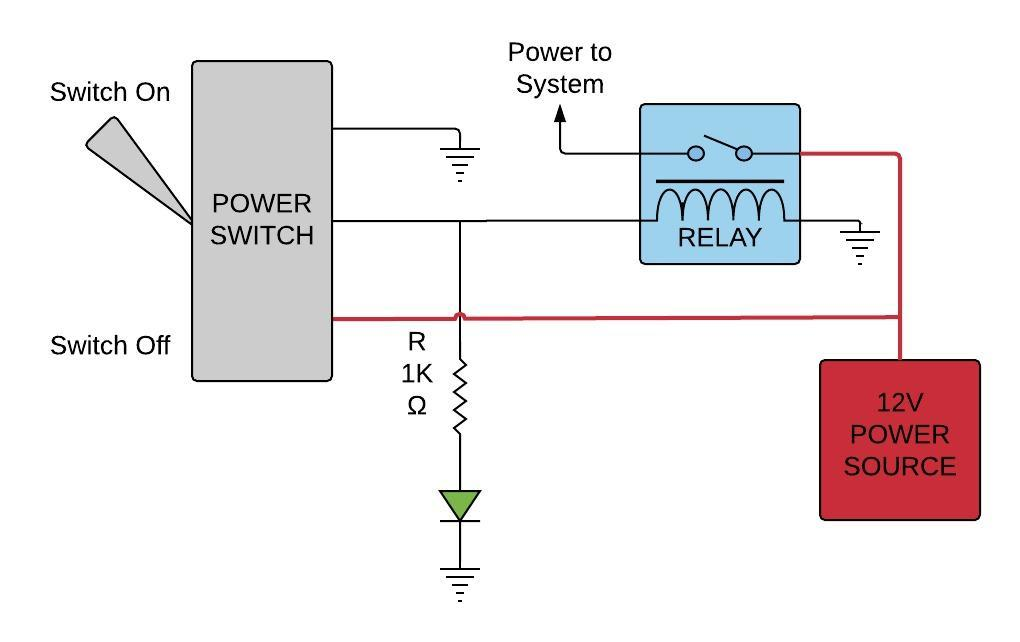 Power to
System
Switch On
POWER
SWITCH
RELAY
Switch Off
R
1K
Ω
12V
POWER
SOURCE